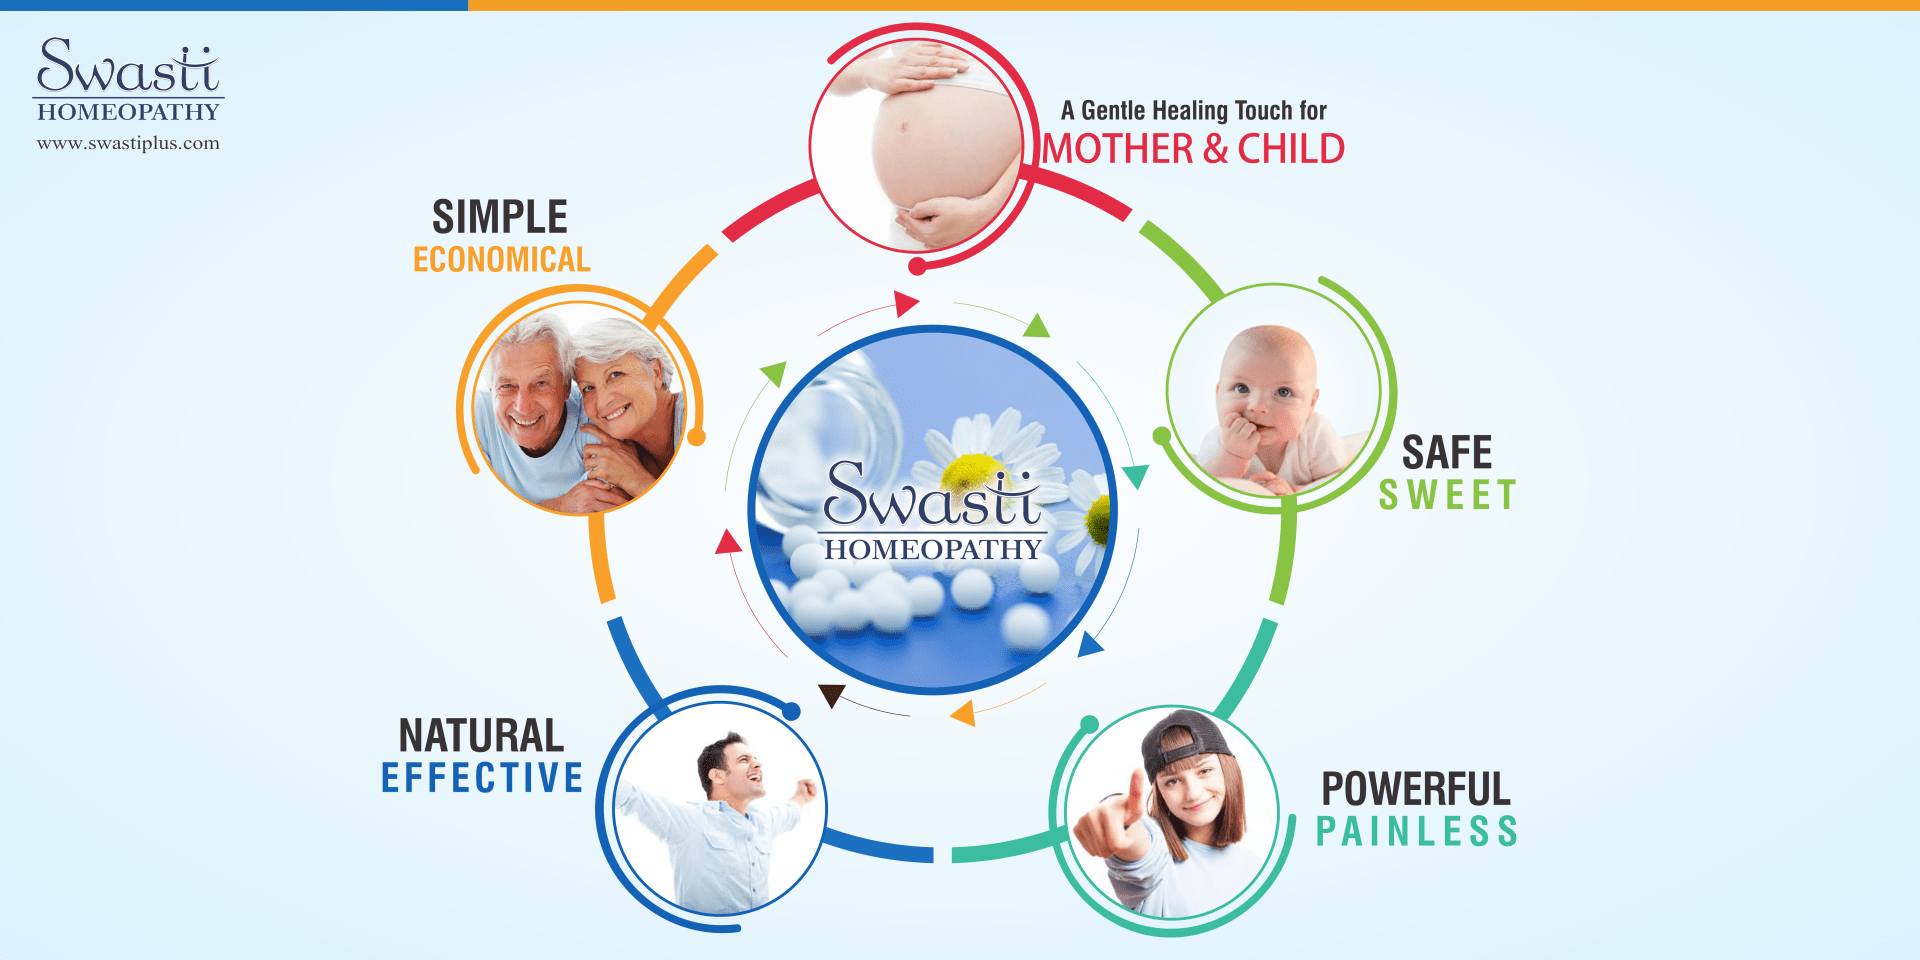 Swasti
HOMEOPATHY
www.swastiplus.com
A Gentle Healing Touch for
MOTHER & CHILD
SIMPLE
ECONOMICAL
SAFE
SWEET
Swasti
HOMEOPATHY
NATURAL
EFFECTIVE
POWERFUL
PAINLESS